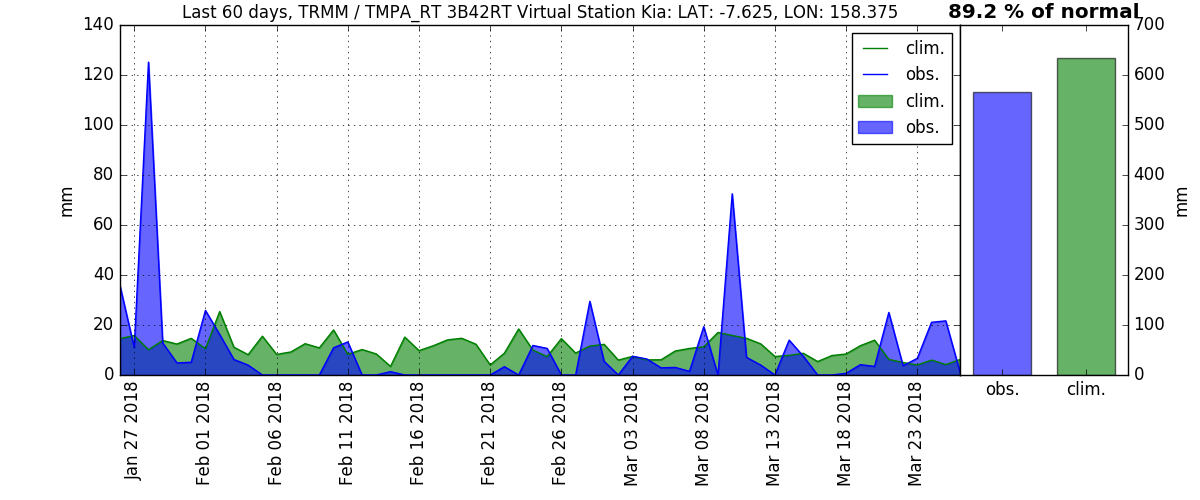 Last 60 days, TRMM / TMPA_RT 3B42RT Virtual Station Kia: LAT: -7.625, LON: 158.375
89.2 % of normal
140
120
100
80
60
40
20
0
mm
clim.
obs.
clim.
obs.
700
600
500
400
300
200
100
0
mm
Jan 27 2018
Feb 01 2018
Feb 06 2018
Feb 11 2018
Feb 16 2018
Feb 21 2018
Feb 26 2018
Mar 03 2018
Mar 08 2018
Mar 13 2018
Mar 18 2018
Mar 23 2018
obs.
clim.